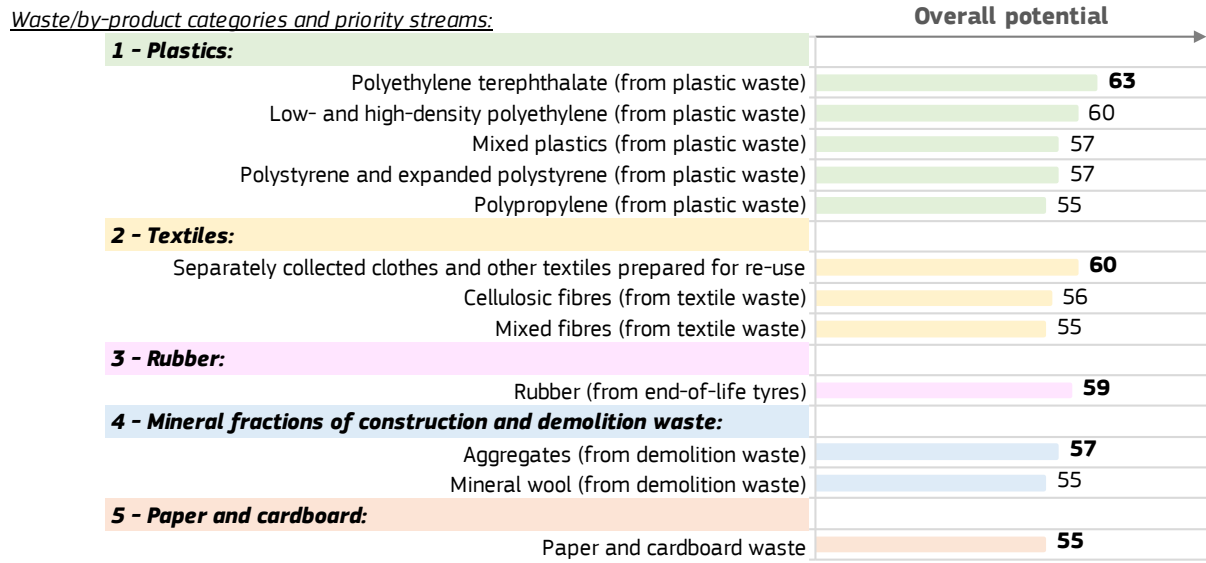 Waste/by-product categories and priority streams:
Overall potential
1 - Plastics:
Polyethylene terephthalate (from plastic waste) 63
Low- and high-density polyethylene (from plastic waste) 60
Mixed plastics (from plastic waste) 57
Polystyrene and expanded polystyrene (from plastic waste) 57
Polypropylene (from plastic waste) 55
2 - Textiles:
Separately collected clothes and other textiles prepared for re-use 60
Cellulosic fibres (from textile waste) 56
Mixed fibres (from textile waste) 55
3 - Rubber:
Rubber (from end-of-life tyres) 59
4 - Mineral fractions of construction and demolition waste:
Aggregates (from demolition waste) 57
Mineral wool (from demolition waste) 55
5 - Paper and cardboard:
Paper and cardboard waste 55